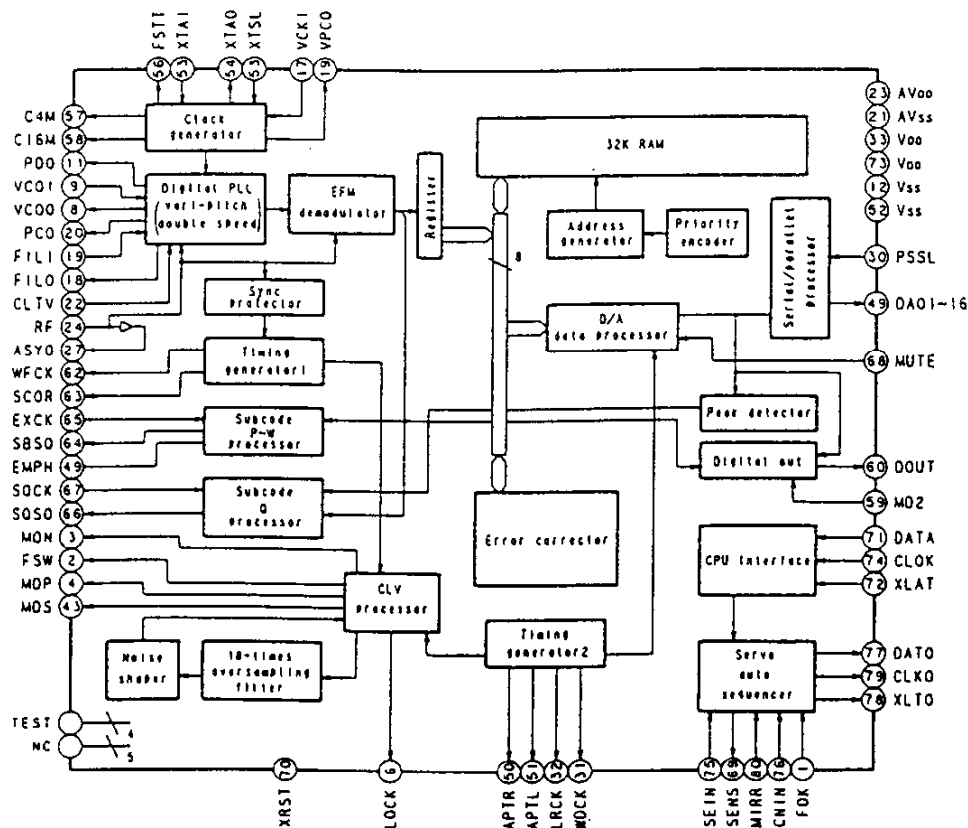 FSTT
XTAI
XTAO
XTSL
VCKI
VPCO
56
53
54
53
17
19
C4M 57
C16M 58
PDO 11
VCOI 9
VCOO 8
PCO 20
FILI 19
FILO 18
CLTV 22
RF 24
ASYO 27
WFCK 62
SCOR 63
EXCK 65
SBSO 64
EMPH 49
SQCK 67
SQSO 66
MON 3
FSW 2
MDP 4
MDS 43
TEST 4
NC 5
Clock
generator
Digital PLL
vari-pitch
double speed
EFM
demodulator
Register
Sync
protector
Timing
generator1
Subcode
P-W
processor
Subcode
Q
processor
CLV
processor
Noise
shaper
18-times
oversampling
filter
32K RAM
8
Address
generator
Priority
encoder
Serial/parallel
processor
D/A
data processor
Peak detector
Digital out
Error corrector
Timing
generator2
CPU Interface
Servo
auto
sequencer
23 AVDD
21 AVss
33 VDD
73 VDD
12 Vss
52 Vss
30 PSSL
49 DA01~16
68 MUTE
60 DOUT
59 MD2
71 DATA
74 CLOK
72 XLAT
77 DATO
79 CLKO
78 XLTO
70
6
50
51
32
31
75
69
80
76
1
XRST
LOCK
APTR
APTL
LRCK
WDCK
SEIN
SENS
MIRR
CNIN
FOK